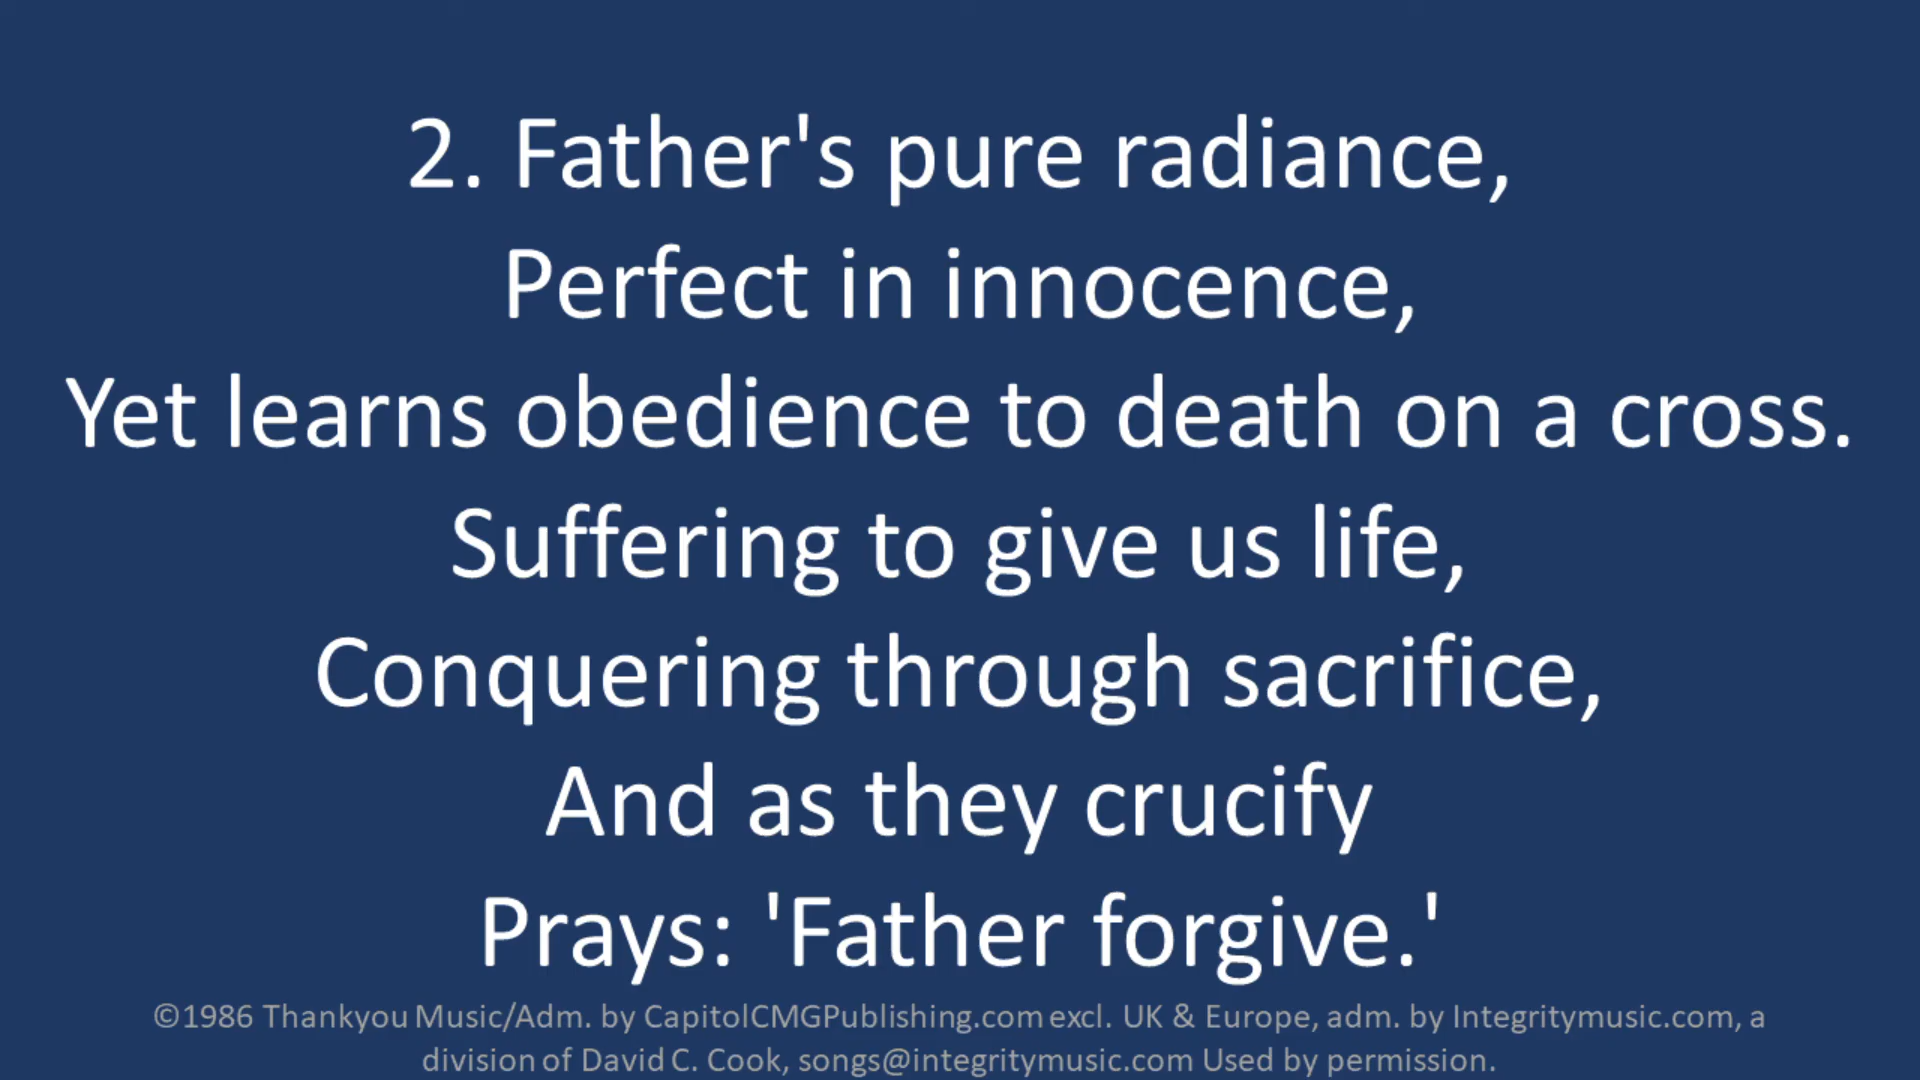 2. Father's pure radiance,
Perfect in innocence,
Yet learns obedience to death on a cross.
Suffering to give us life,
Conquering through sacrifice,
And as they crucify
Prays: 'Father forgive.'
©1986 Thankyou Music/Adm. by CapitolCMGPublishing.com excl. UK & Europe, adm. by Integritymusic.com, a
division of David C. Cook, songs@integritymusic.com Used by permission.